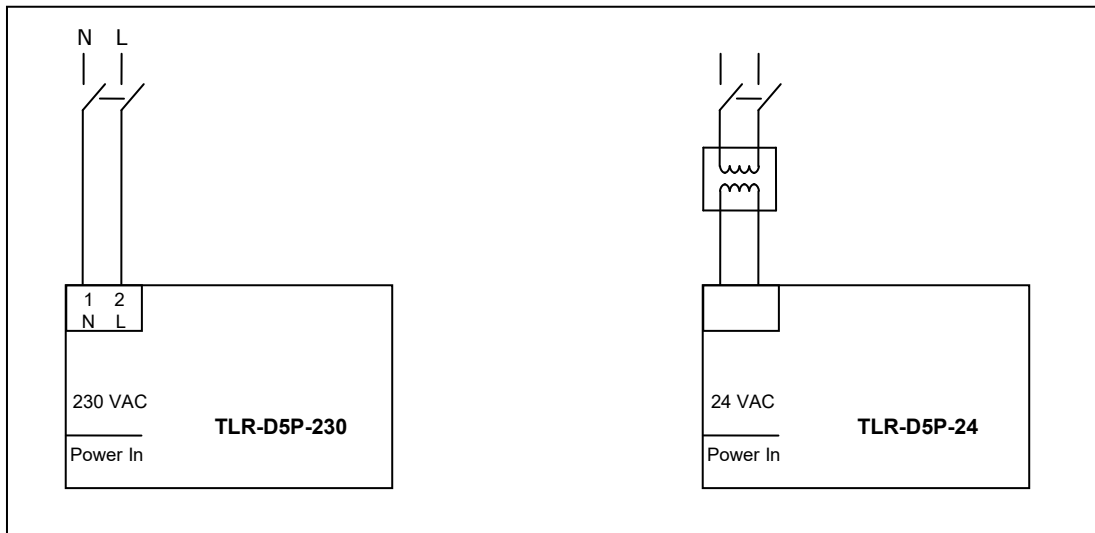 N L
1 2
N L
230 VAC
TLR-D5P-230
Power In
24 VAC
TLR-D5P-24
Power In